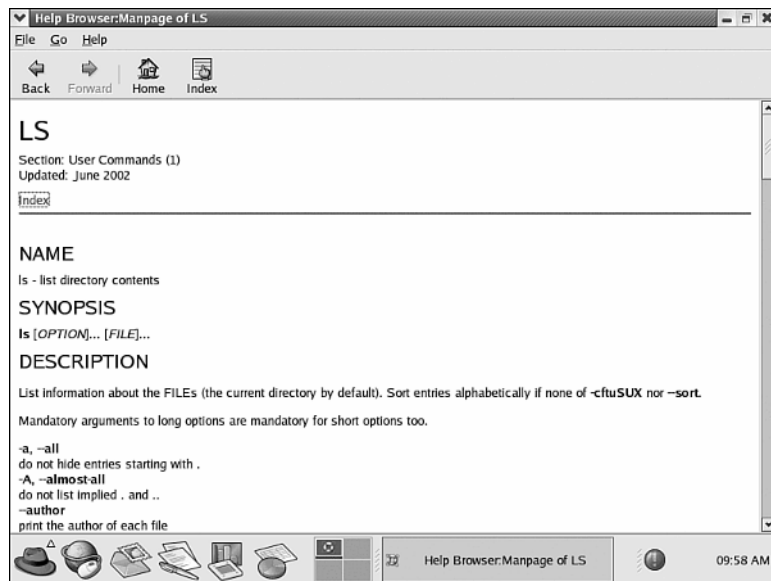 Help Browser:Manpage of LS
File Go Help
Back Forward Home Index
LS
Section: User Commands (1)
Updated: June 2002
Index
NAME
ls - list directory contents
SYNOPSIS
ls [OPTION]... [FILE]...
DESCRIPTION
List information about the FILEs (the current directory by default). Sort entries alphabetically if none of -cftuSUX nor --sort.
Mandatory arguments to long options are mandatory for short options too.
-a, --all
do not hide entries starting with .
-A, --almost-all
do not list implied . and ..
--author
print the author of each file
Help Browser:Manpage of LS
09:58 AM